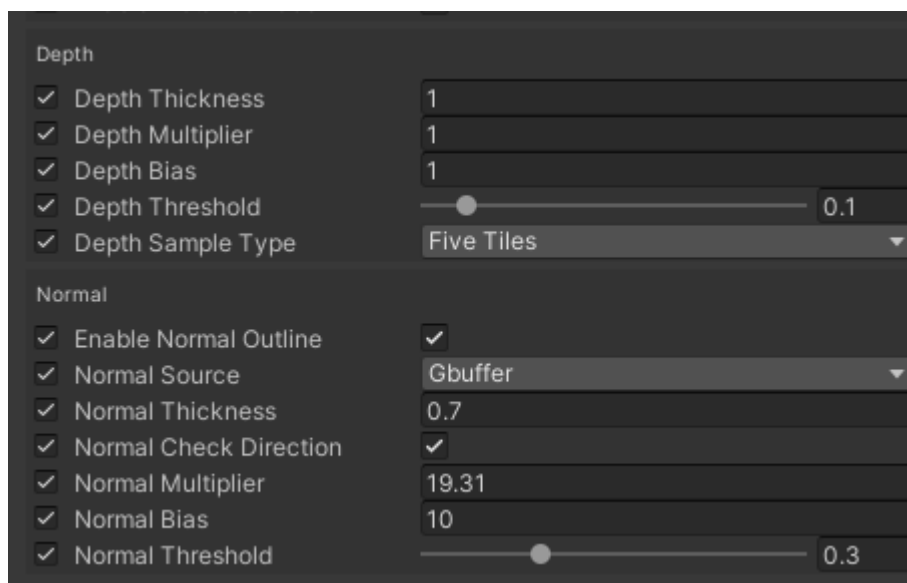 Depth
Depth Thickness 1
Depth Multiplier 1
Depth Bias 1
Depth Threshold 0.1
Depth Sample Type Five Tiles
Normal
Enable Normal Outline
Normal Source Gbuffer
Normal Thickness 0.7
Normal Check Direction
Normal Multiplier 19.31
Normal Bias 10
Normal Threshold 0.3